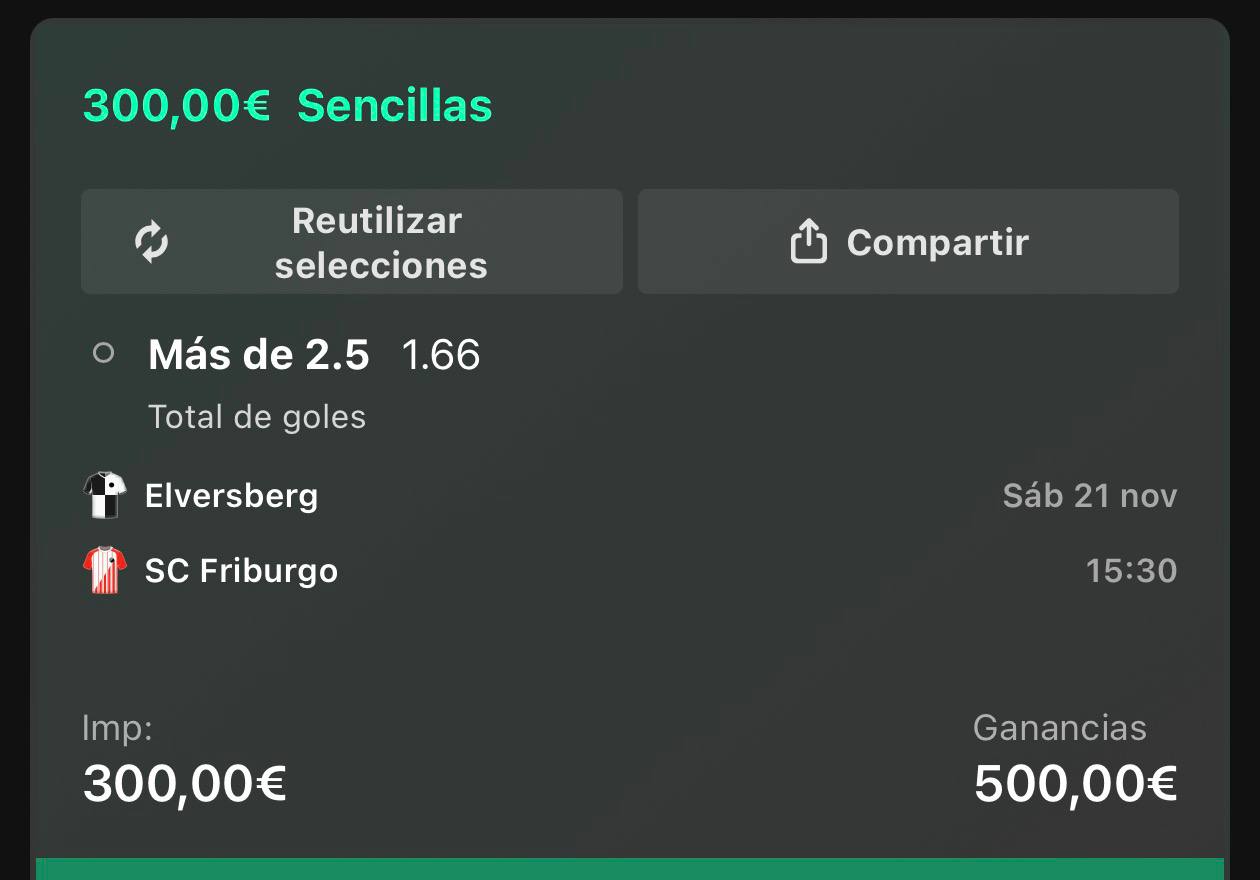 300,00€ Sencillas
Reutilizar
selecciones
Compartir
Más de 2.5 1.66
Total de goles
Elversberg
Sáb 21 nov
SC Friburgo
15:30
Imp:
Ganancias
300,00€
500,00€